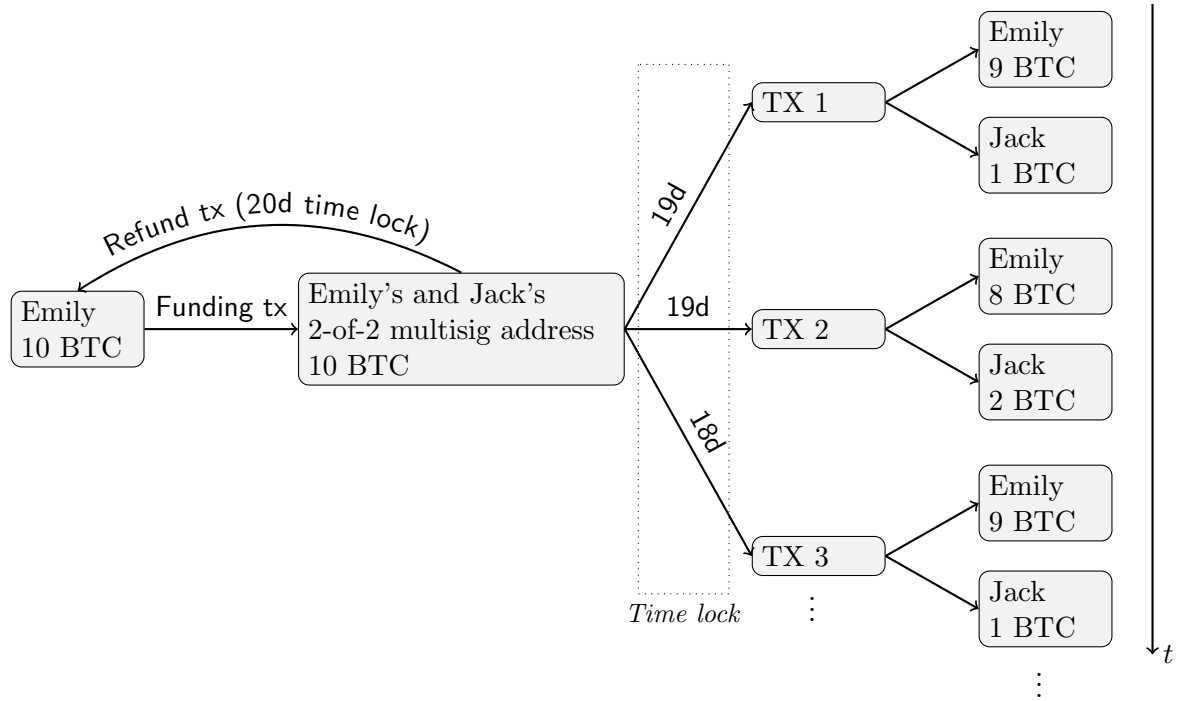 Emily
9 BTC
TX 1
Jack
1 BTC
19d
Refund tx (20d time lock)
Emily
10 BTC
Funding tx
Emily's and Jack's
2-of-2 multisig address
10 BTC
19d
TX 2
Emily
8 BTC
Jack
2 BTC
18d
TX 3
Emily
9 BTC
Jack
1 BTC
Time lock
⋮
t
⋮